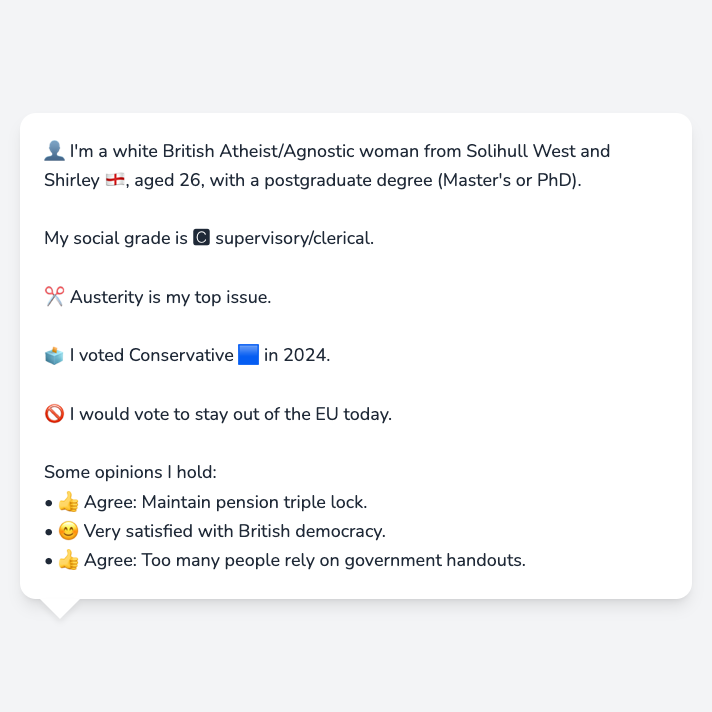 👤 I'm a white British Atheist/Agnostic woman from Solihull West and
Shirley 🏴󠁧󠁢󠁥󠁮󠁧󠁿, aged 26, with a postgraduate degree (Master's or PhD).
My social grade is 🅲 supervisory/clerical.
✂️ Austerity is my top issue.
🗳️ I voted Conservative 🟦 in 2024.
🚫 I would vote to stay out of the EU today.
Some opinions I hold:
• 👍 Agree: Maintain pension triple lock.
• 😊 Very satisfied with British democracy.
• 👍 Agree: Too many people rely on government handouts.